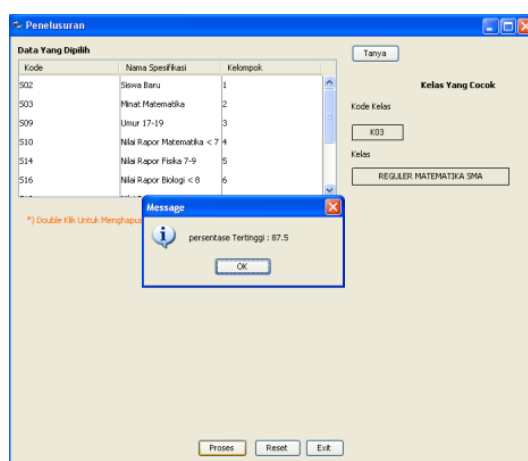 Penelusuran
Data Yang Dipilih
Tanya
Kode Nama Spesifikasi Kelompok
S02 Siswa Baru 1
S03 Minat Matematika 2
S09 Umur 17-19 3
S10 Nilai Rapor Matematika < 7 4
S14 Nilai Rapor Fisika 7-9 5
S16 Nilai Rapor Biologi < 8 6
Kelas Yang Cocok
Kode Kelas
K03
Kelas
REGULER MATEMATIKA SMA
*) Double Klik Untuk Menghapus
Message
persentase Tertinggi : 87.5
OK
Proses Reset Exit